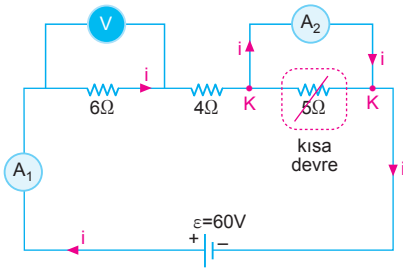 V
A₂
i
i
i
6Ω
4Ω
K
5Ω
K
kısa
devre
A₁
i
ε=60V
+
–
i